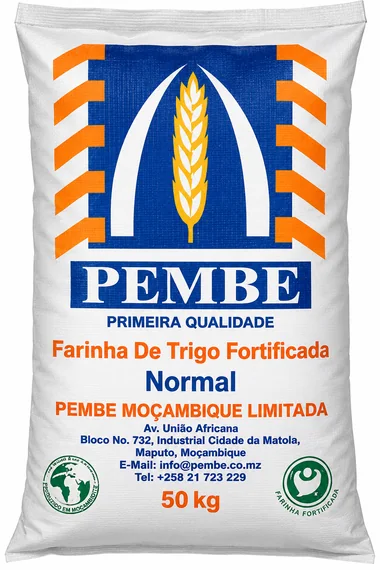 PEMBE
PRIMEIRA QUALIDADE
Farinha De Trigo Fortificada
Normal
PEMBE MOÇAMBIQUE LIMITADA
Av. União Africana
Bloco No. 732, Industrial Cidade da Matola,
Maputo, Moçambique
E-Mail: info@pembe.co.mz
Tel: +258 21 723 229
50 kg
PRODUZIDO EM MOÇAMBIQUE
FARINHA FORTIFICADA